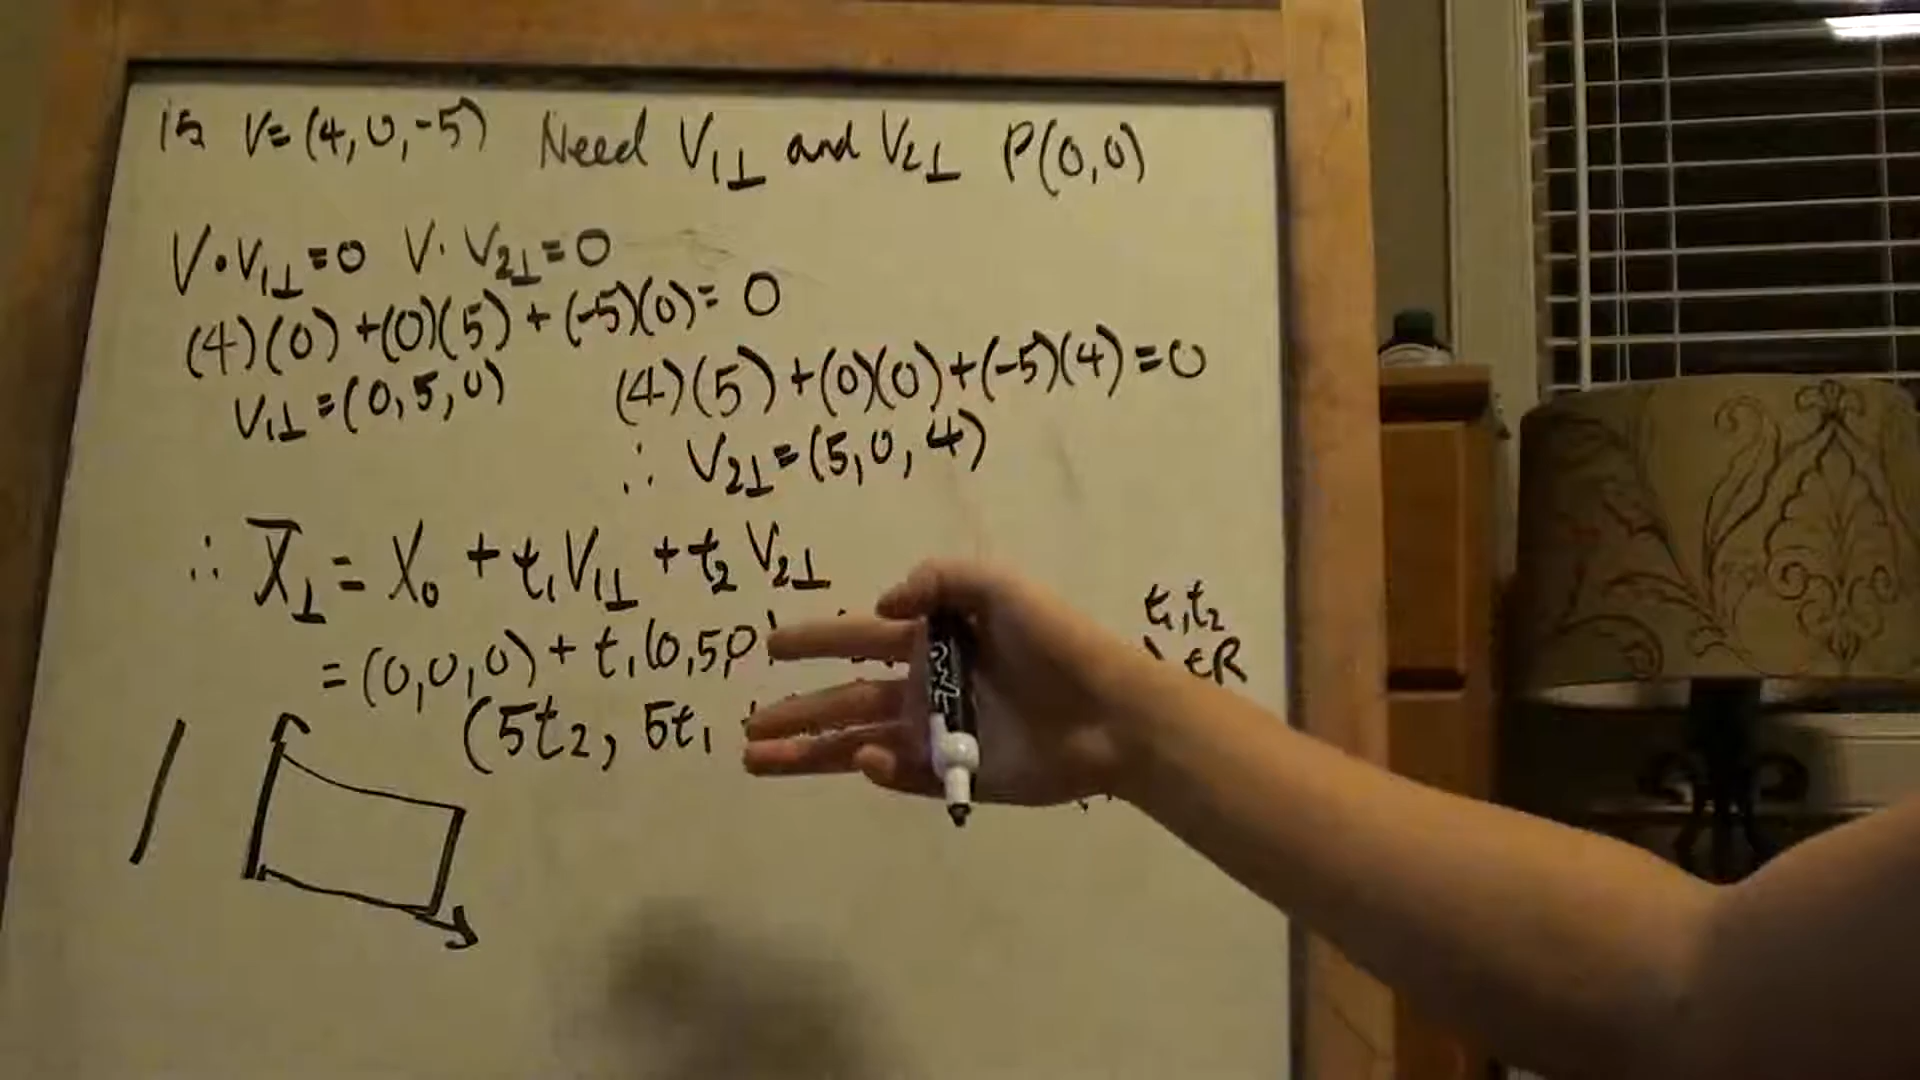 15 V=(4,0,-5) Need V₁⊥ and V₂⊥ P(0,0)
V·V₁⊥=0 V·V₂⊥=0
(4)(0)+(0)(5)+(-5)(0)=0
V₁⊥=(0,5,0)
(4)(5)+(0)(0)+(-5)(4)=0
∴ V₂⊥=(5,0,4)
∴ X̄⊥=X₀+t₁V₁⊥+t₂V₂⊥
=(0,0,0)+t₁(0,5,0) t₁,t₂ ∈R
(5t₂, 5t₁